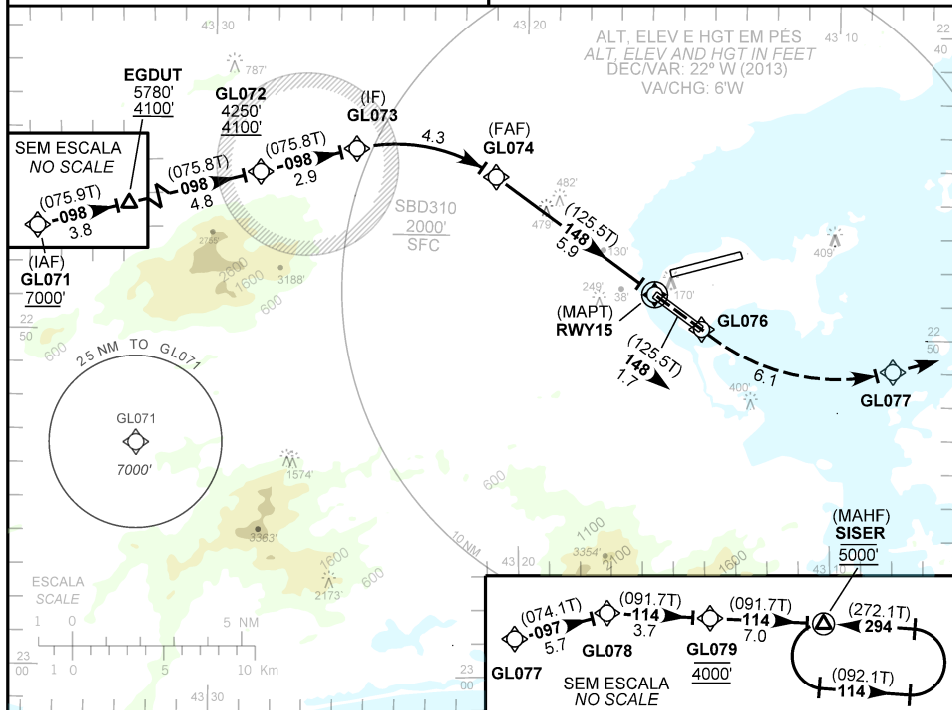 43 30
43 20
43 10
22
40
ALT, ELEV E HGT EM PÉS
ALT, ELEV AND HGT IN FEET
DEC/VAR: 22º W (2013)
VA/CHG: 6'W
787'
EGDUT
5780'
4100'
GL072
4250'
4100'
(IF)
GL073
4.3
(FAF)
GL074
SEM ESCALA
NO SCALE
(075.9T)
098
3.8
(075.8T)
098
4.8
(075.8T)
098
2.9
(IAF)
GL071
7000'
SBD310
2000'
SFC
482'
479'
(125.5T)
148
5.9
130'
409'
2755'
2600
1600
3188'
600
249'
38'
170'
(MAPT)
RWY15
GL076
(125.5T)
148
1.7
6.1
GL077
400'
22
50
22
50
600
25 NM TO GL071
GL071
7000'
1574'
600
3363'
1600
600
2173'
10 NM
1100
3354'
2100
1600
43 20
43 10
ESCALA
SCALE
1 0 5 NM
1 0 5 10 Km
23
00
43 30
23
00
(MAHF)
SISER
5000'
(074.1T)
097
5.7
(091.7T)
114
3.7
(091.7T)
114
7.0
(272.1T)
294
(092.1T)
114
GL077
GL078
GL079
4000'
SEM ESCALA
NO SCALE